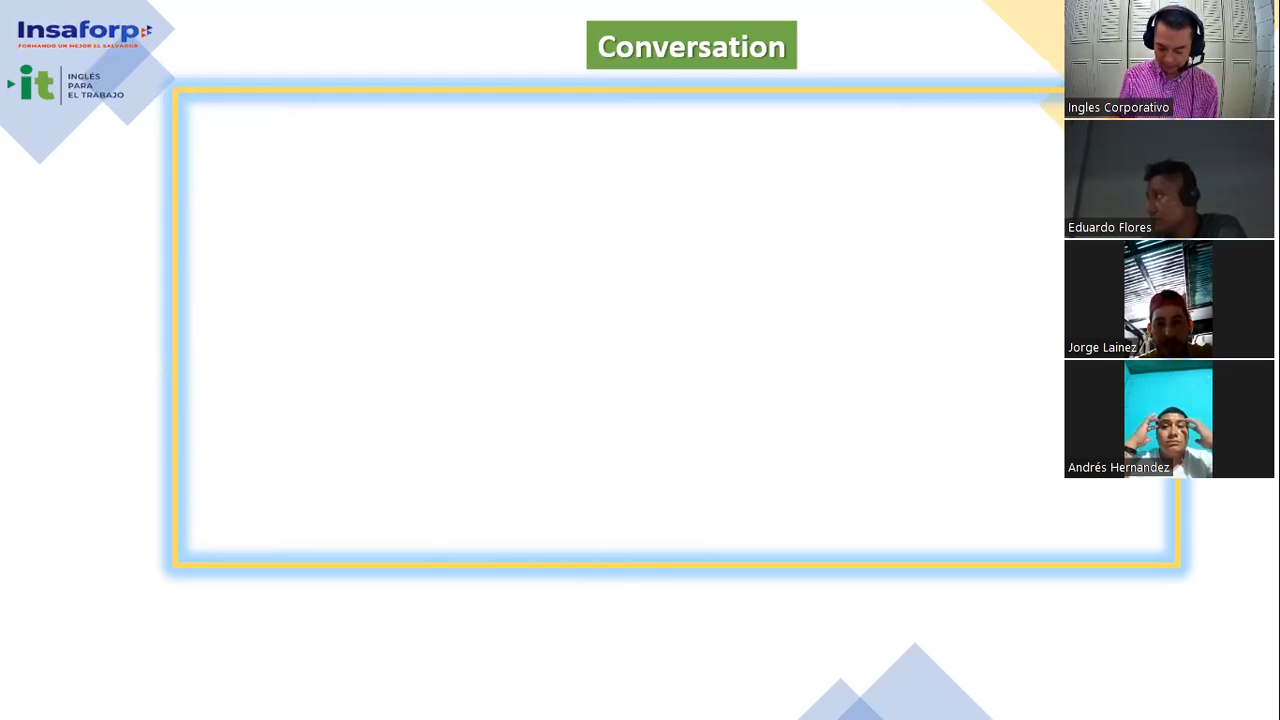 Insaforp
FORMANDO UN MEJOR EL SALVADOR
it
INGLÉS
PARA
EL TRABAJO
Conversation
Ingles Corporativo
Eduardo Flores
Jorge Lainez
Andrés Hernandez